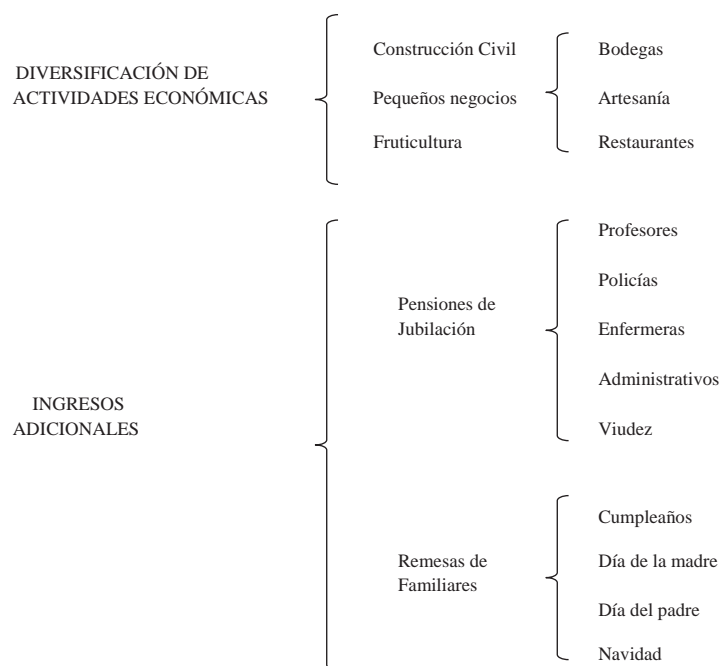 DIVERSIFICACIÓN DE
ACTIVIDADES ECONÓMICAS
Construcción Civil
Pequeños negocios
Fruticultura
Bodegas
Artesanía
Restaurantes
INGRESOS
ADICIONALES
Pensiones de
Jubilación
Profesores
Policías
Enfermeras
Administrativos
Viudez
Remesas de
Familiares
Cumpleaños
Día de la madre
Día del padre
Navidad